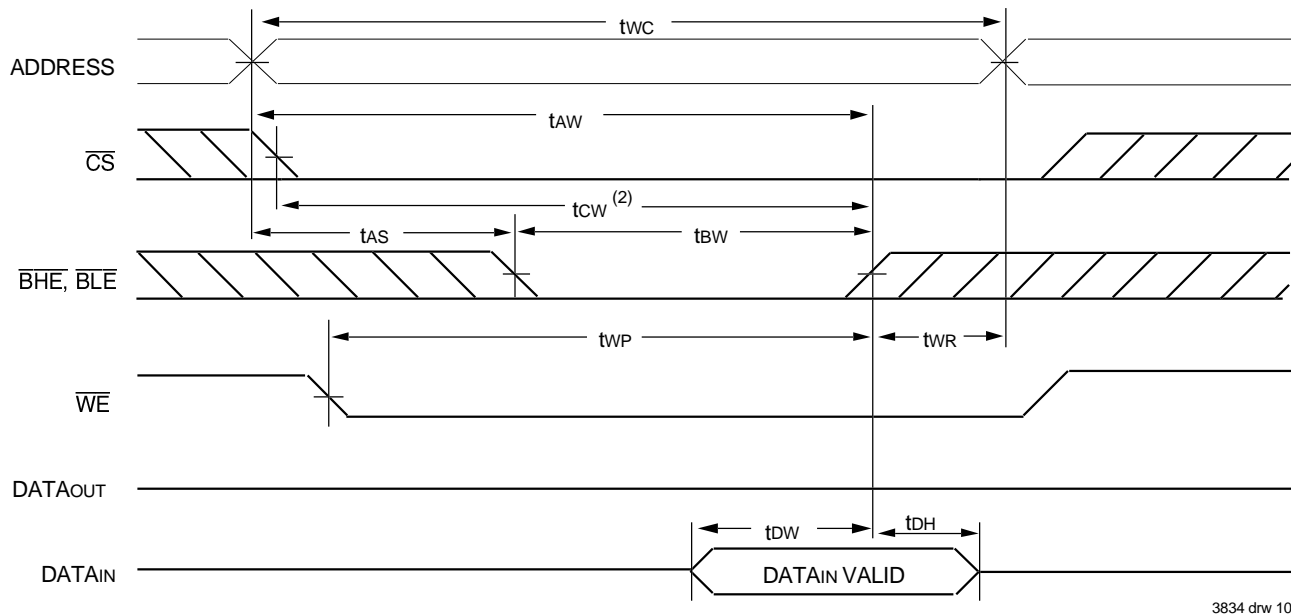 tWC
ADDRESS
tAW
CS
tCW (2)
tAS
tBW
BHE, BLE
tWP
tWR
WE
DATAOUT
tDW
tDH
DATAIN
DATAIN VALID
3834 drw 10